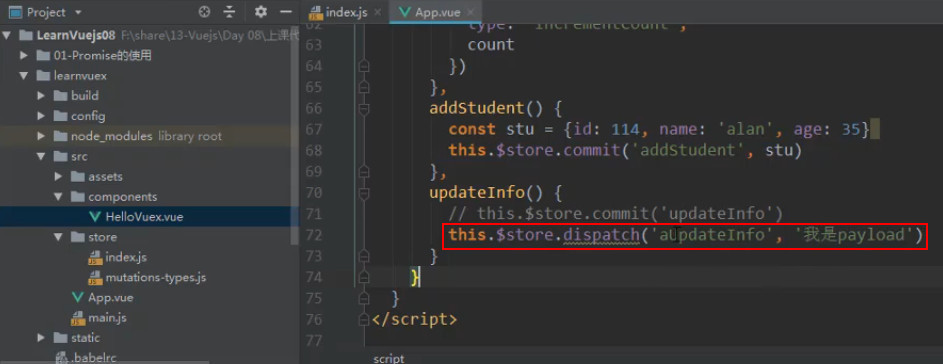 Project
LearnVuejs08 F:\share\13-Vuejs\Day 08\上课代
01-Promise的使用
learnvuex
build
config
node_modules library root
src
assets
components
HelloVuex.vue
store
index.js
mutations-types.js
App.vue
main.js
static
.babelrc
index.js
App.vue
62 type: 'incrementCount',
63 count
64 })
65 },
66 addStudent() {
67 const stu = {id: 114, name: 'alan', age: 35}
68 this.$store.commit('addStudent', stu)
69 },
70 updateInfo() {
71 // this.$store.commit('updateInfo')
72 this.$store.dispatch('aUpdateInfo', '我是payload')
73 }
74 }
75 }
76 </script>
77
script